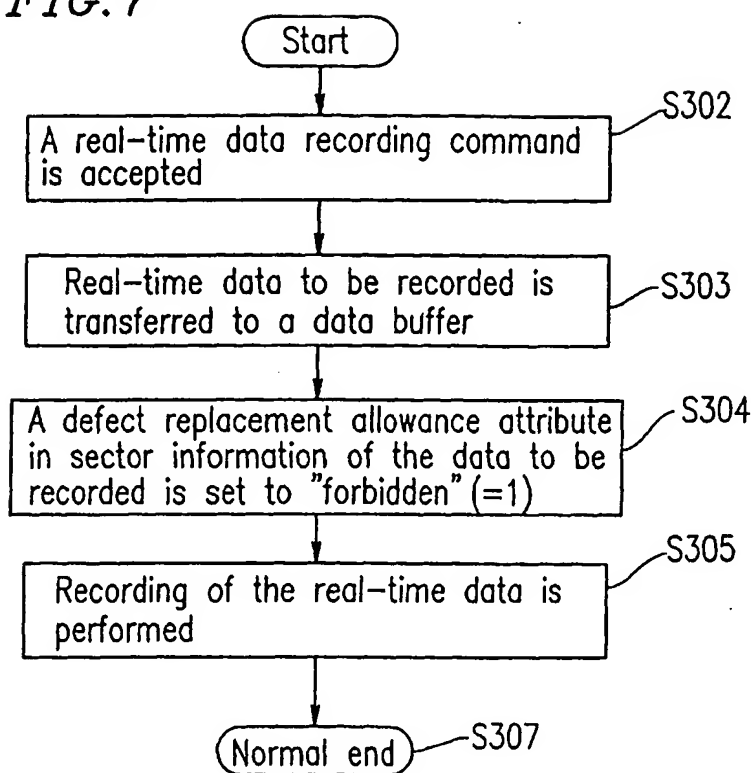 FIG. 7
Start
S302
A real-time data recording command
is accepted
Real-time data to be recorded is
transferred to a data buffer
S303
A defect replacement allowance attribute
in sector information of the data to be
recorded is set to "forbidden" (=1)
S304
S305
Recording of the real-time data is
performed
Normal end
S307